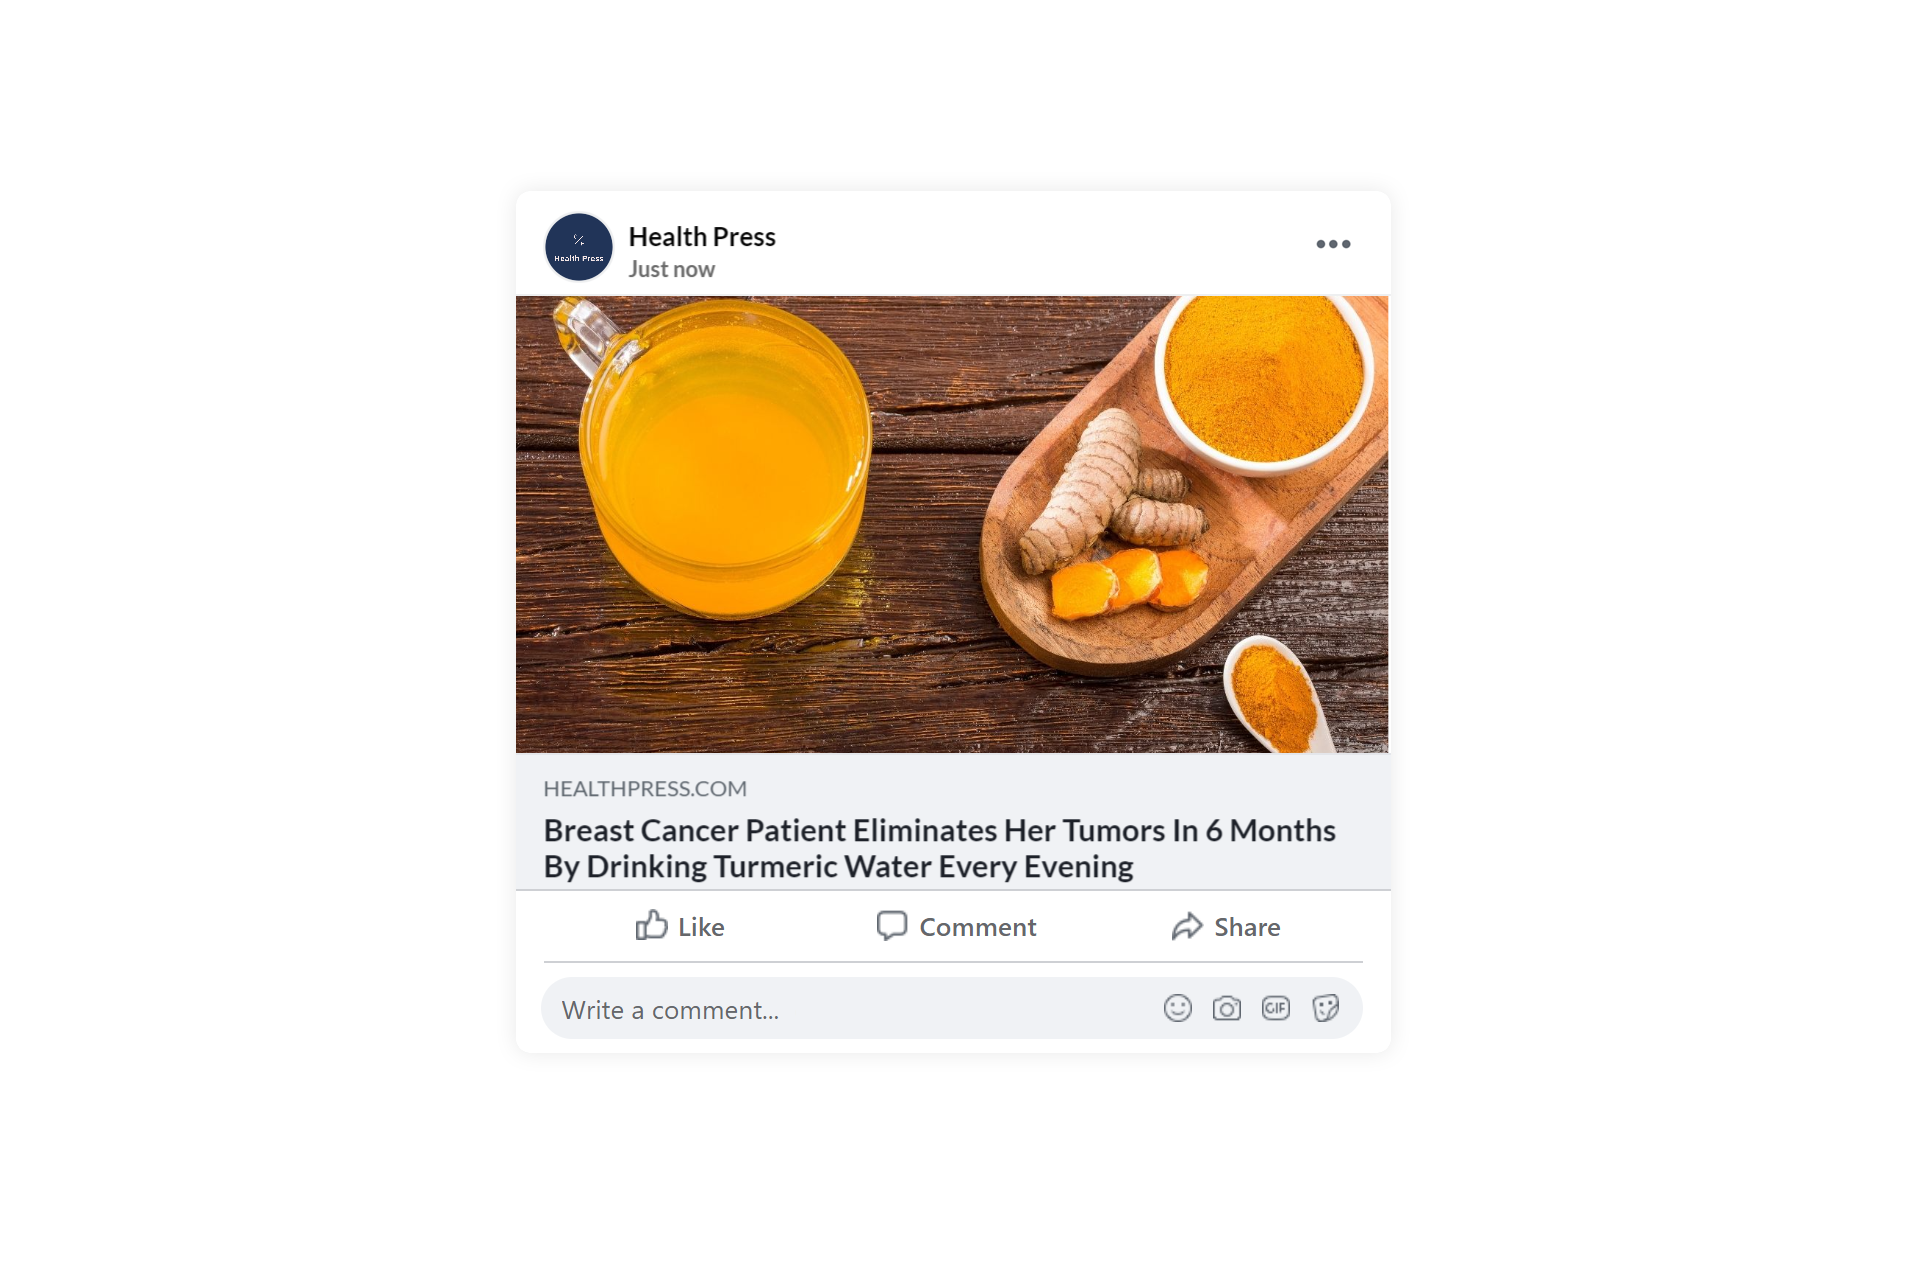 Health Press
Health Press
Just now
HEALTHPRESS.COM
Breast Cancer Patient Eliminates Her Tumors In 6 Months
By Drinking Turmeric Water Every Evening
Like
Comment
Share
Write a comment...
GIF